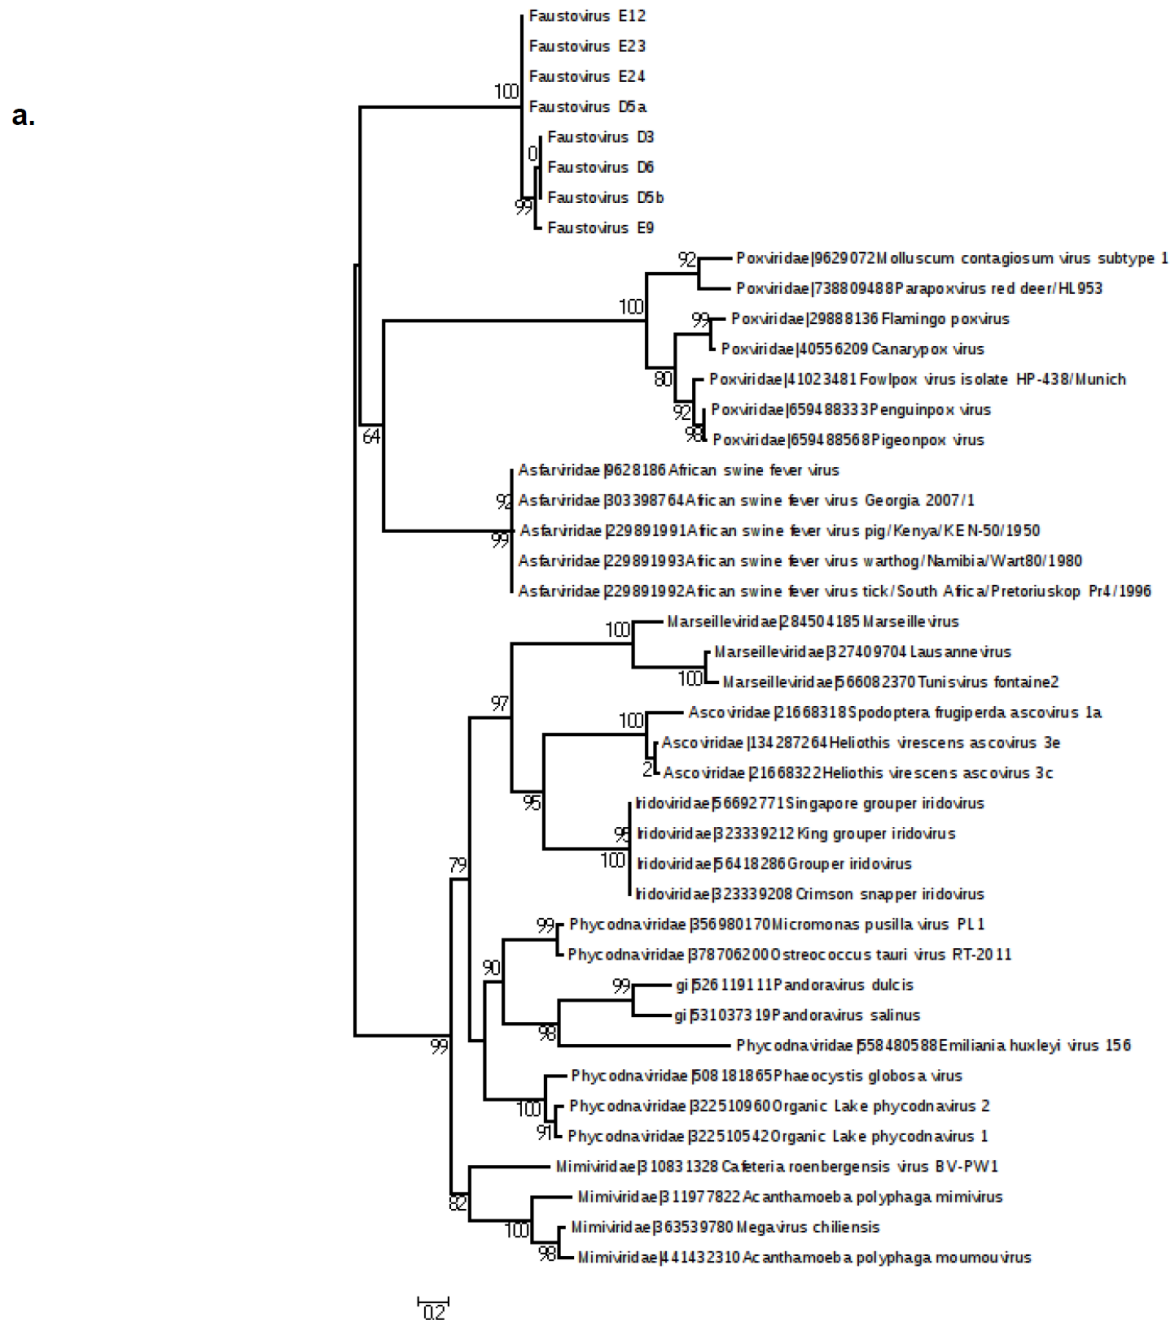 Faustovirus E12
Faustovirus E23
Faustovirus E24
100
Faustovirus D5a
a.
Faustovirus D3
0
Faustovirus D6
Faustovirus D5b
99
Faustovirus E9
92
Poxviridae|9629072Molluscum contagiosum virus subtype 1
Poxviridae|738809488Parapoxvirus red deer/HL953
100
99
Poxviridae|29888136Flamingo poxvirus
Poxviridae|40556209Canarypox virus
80
Poxviridae|41023481Fowlpox virus isolate HP-438/Munich
92
Poxviridae|659488333Penguinpox virus
98
Poxviridae|659488568Pigeonpox virus
64
Asfarviridae|9628186African swine fever virus
92
Asfarviridae|303398764African swine fever virus Georgia 2007/1
Asfarviridae|229891991African swine fever virus pig/Kenya/KEN-50/1950
99
Asfarviridae|229891993African swine fever virus warthog/Namibia/Wart80/1980
Asfarviridae|229891992African swine fever virus tick/South Africa/Pretoriuskop Pr4/1996
100
Marseilleviridae|284504185Marseillevirus
Marseilleviridae|327409704Lausannevirus
100
Marseilleviridae|566082370Tunisvirus fontaine2
97
100
Ascoviridae|21668318Spodoptera frugiperda ascovirus 1a
Ascoviridae|134287264Heliothis virescens ascovirus 3e
2
Ascoviridae|21668322Heliothis virescens ascovirus 3c
95
Iridoviridae|56692771Singapore grouper iridovirus
95
Iridoviridae|323339212King grouper iridovirus
100
Iridoviridae|56418286Grouper iridovirus
79
Iridoviridae|323339208Crimson snapper iridovirus
99
Phycodnaviridae|356980170Micromonas pusilla virus PL1
Phycodnaviridae|378706200Ostreococcus tauri virus RT-2011
90
99
gi|526119111Pandoravirus dulcis
gi|531037319Pandoravirus salinus
98
99
Phycodnaviridae|558480588Emiliania huxleyi virus 156
Phycodnaviridae|508181865Phaeocystis globosa virus
100
Phycodnaviridae|322510960Organic Lake phycodnavirus 2
91
Phycodnaviridae|322510542Organic Lake phycodnavirus 1
Mimiviridae|310831328Cafeteria roenbergensis virus BV-PW1
82
Mimiviridae|311977822Acanthamoeba polyphaga mimivirus
100
Mimiviridae|363539780Megavirus chiliensis
98
Mimiviridae|441432310Acanthamoeba polyphaga moumouvirus
0.2